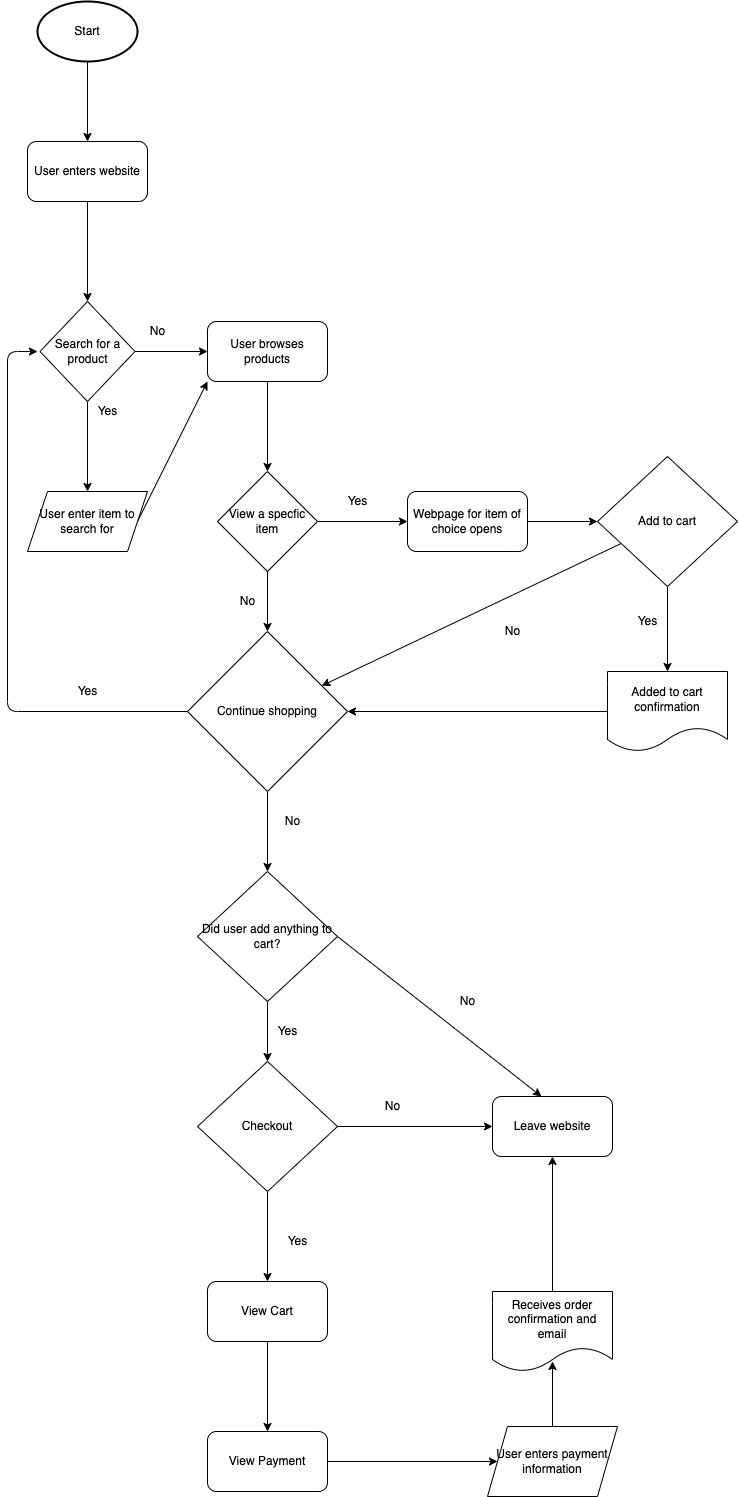 Start
User enters website
Search for a
product
No
User browses
products
Yes
User enter item to
search for
View a specfic
item
Yes
Webpage for item of
choice opens
Add to cart
No
No
Yes
Added to cart
confirmation
Continue shopping
Yes
No
Did user add anything to
cart?
No
Yes
Checkout
No
Leave website
Yes
View Cart
Receives order
confirmation and
email
View Payment
User enters payment
information